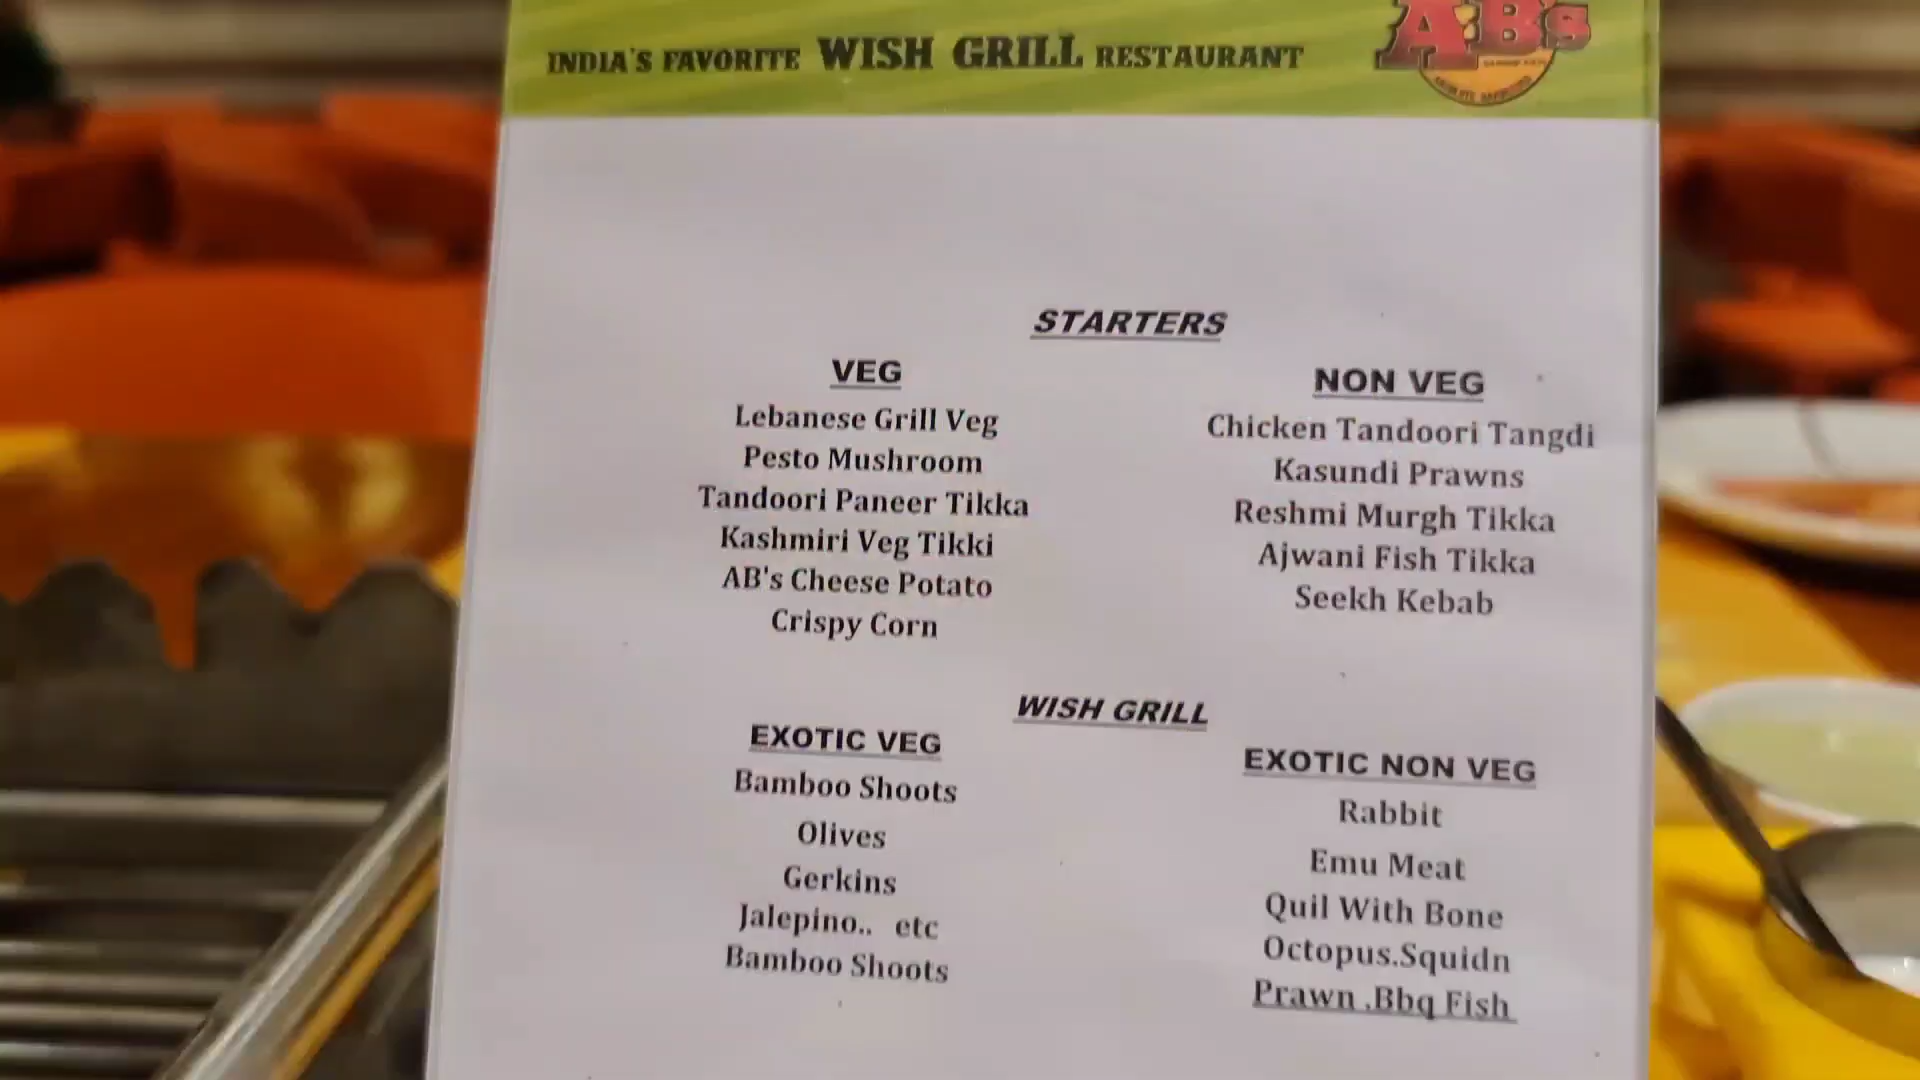 INDIA'S FAVORITE WISH GRILL RESTAURANT
AB's
STARTERS
VEG
Lebanese Grill Veg
Pesto Mushroom
Tandoori Paneer Tikka
Kashmiri Veg Tikki
AB's Cheese Potato
Crispy Corn
NON VEG
Chicken Tandoori Tangdi
Kasundi Prawns
Reshmi Murgh Tikka
Ajwani Fish Tikka
Seekh Kebab
WISH GRILL
EXOTIC VEG
Bamboo Shoots
Olives
Gerkins
Jalepino.. etc
Bamboo Shoots
EXOTIC NON VEG
Rabbit
Emu Meat
Quil With Bone
Octopus.Squidn
Prawn .Bbq Fish